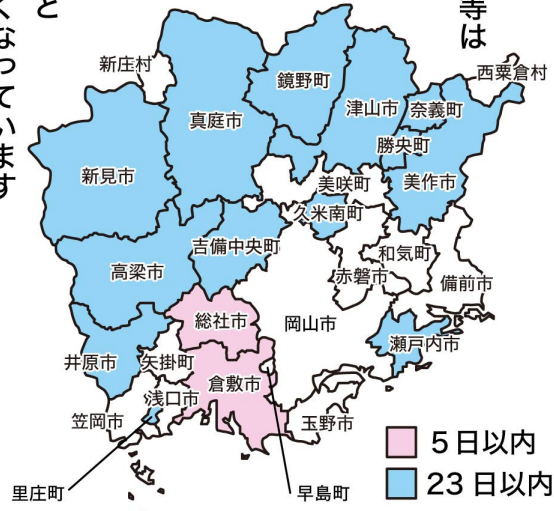 等は
と
くなっています
新庄村
西粟倉村
鏡野町
津山市
奈義町
真庭市
勝央町
新見市
美咲町
美作市
久米南町
吉備中央町
和気町
高梁市
赤磐市
備前市
総社市
岡山市
瀬戸内市
井原市
矢掛町
倉敷市
浅口市
笠岡市
玉野市
5日以内
23日以内
里庄町
早島町